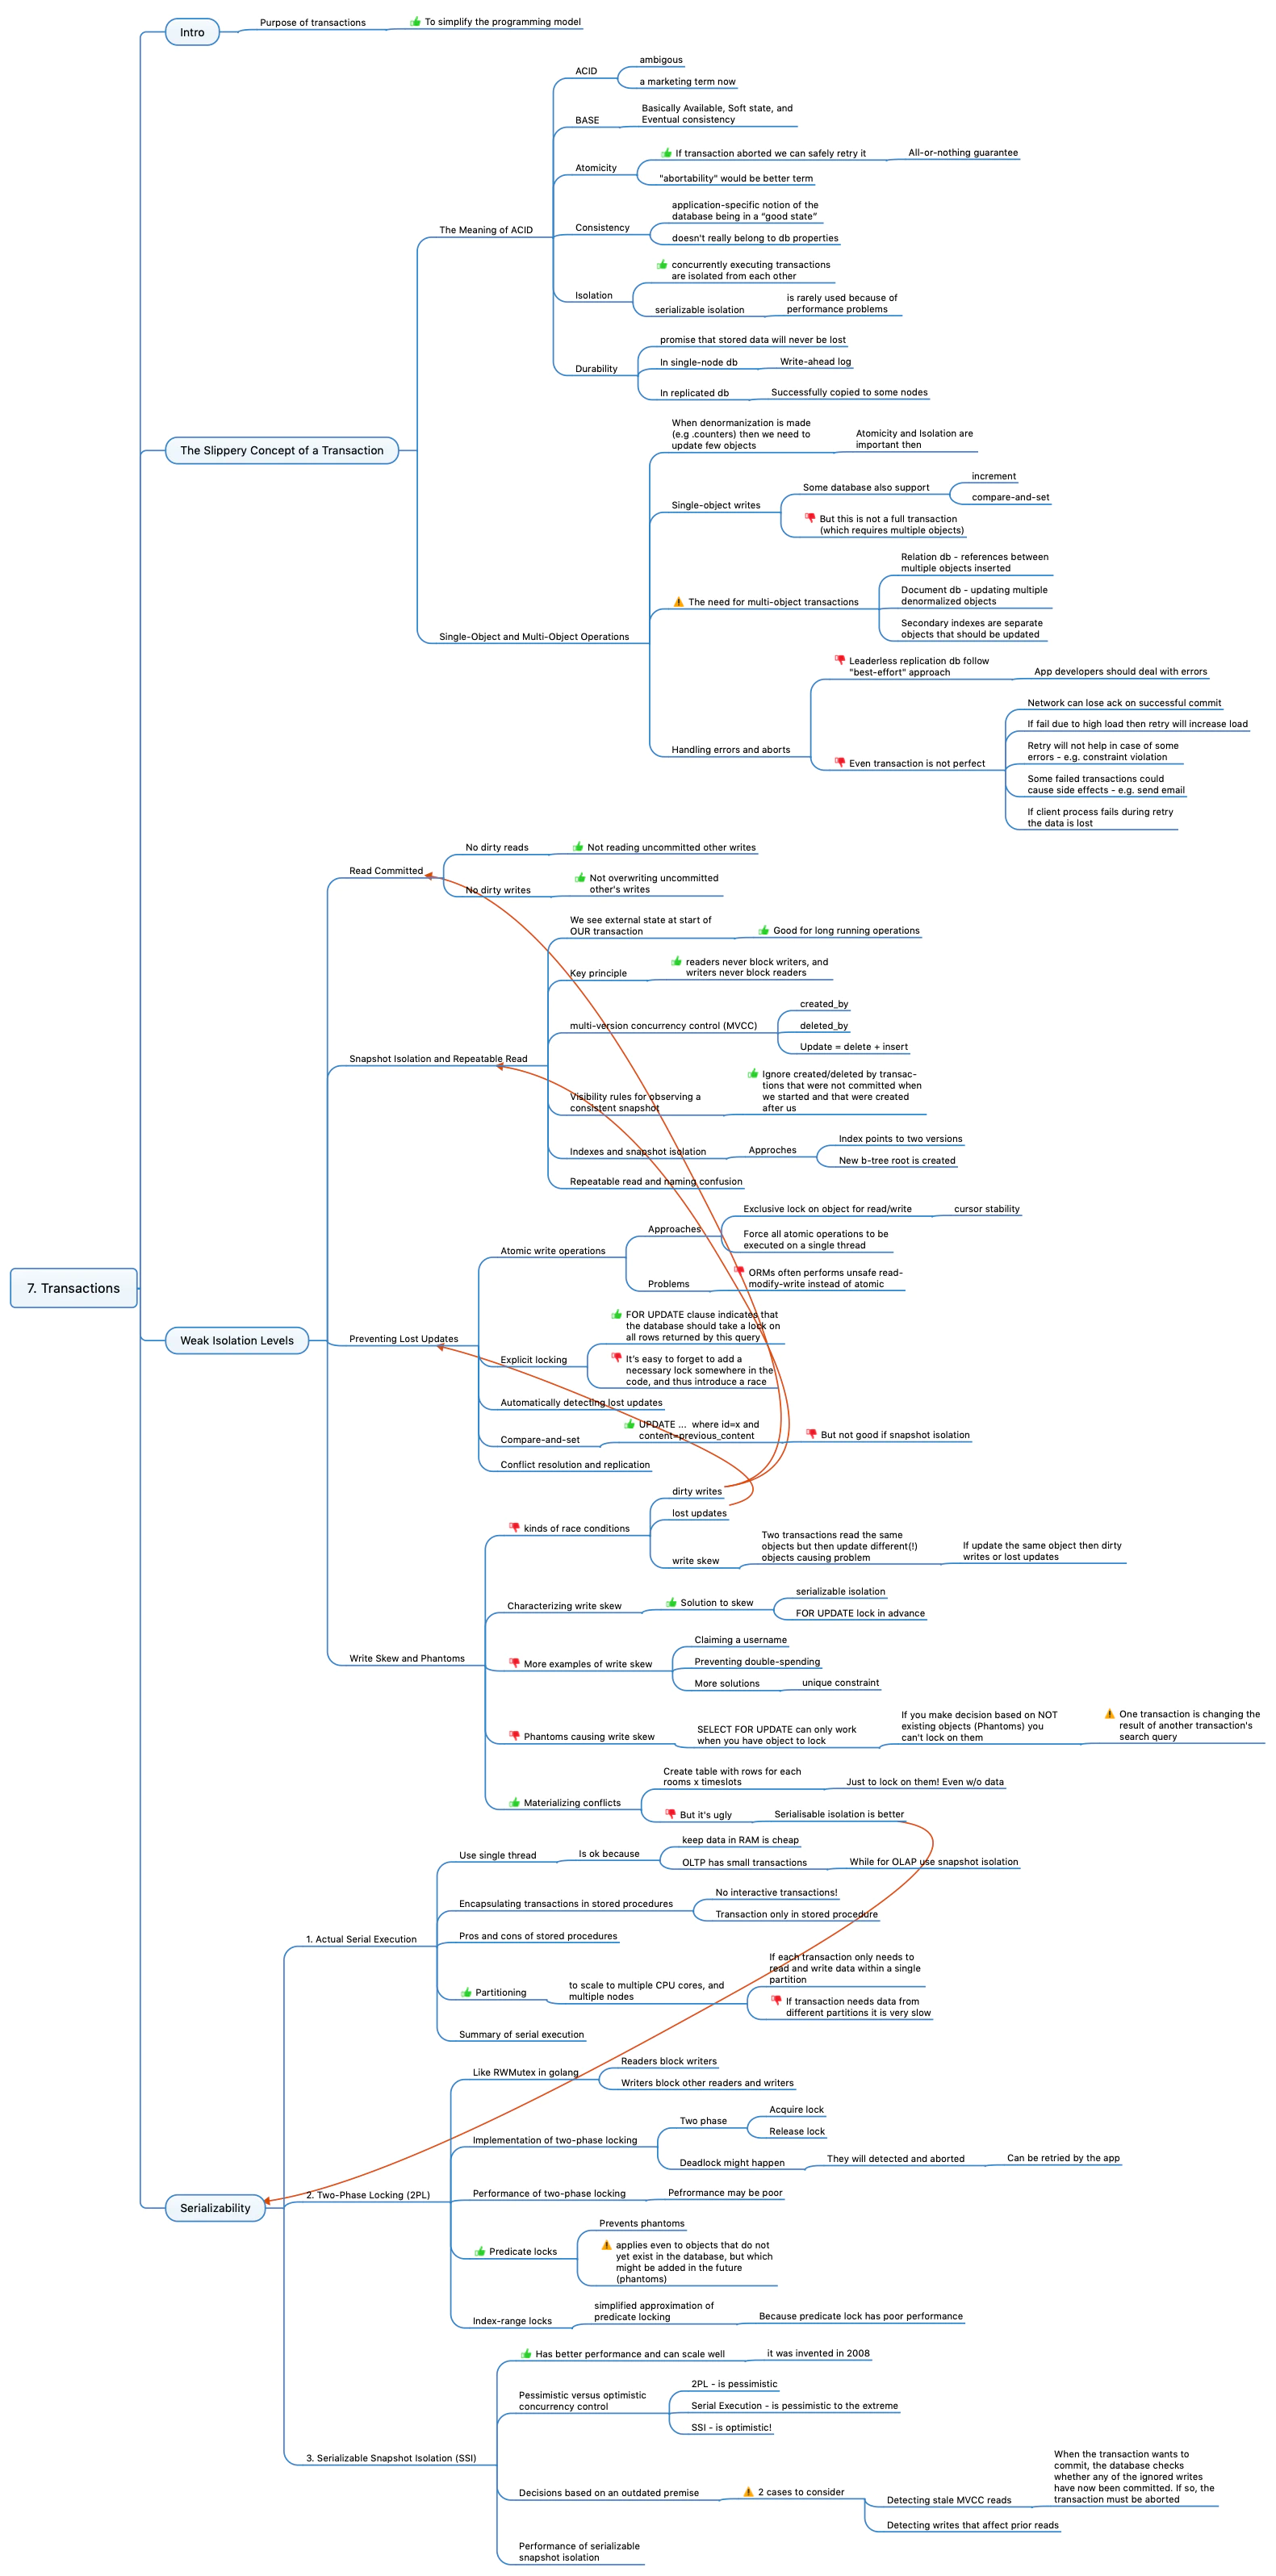 7. Transactions
Intro
Purpose of transactions
To simplify the programming model
The Slippery Concept of a Transaction
The Meaning of ACID
ACID
ambigous
a marketing term now
BASE
Basically Available, Soft state, and
Eventual consistency
Atomicity
If transaction aborted we can safely retry it
All-or-nothing guarantee
"abortability" would be better term
Consistency
application-specific notion of the
database being in a “good state”
doesn't really belong to db properties
Isolation
concurrently executing transactions
are isolated from each other
serializable isolation
is rarely used because of
performance problems
Durability
promise that stored data will never be lost
In single-node db
Write-ahead log
In replicated db
Successfully copied to some nodes
Single-Object and Multi-Object Operations
When denormanization is made
(e.g .counters) then we need to
update few objects
Atomicity and Isolation are
important then
Single-object writes
Some database also support
increment
compare-and-set
But this is not a full transaction
(which requires multiple objects)
The need for multi-object transactions
Relation db - references between
multiple objects inserted
Document db - updating multiple
denormalized objects
Secondary indexes are separate
objects that should be updated
Handling errors and aborts
Leaderless replication db follow
"best-effort" approach
App developers should deal with errors
Even transaction is not perfect
Network can lose ack on successful commit
If fail due to high load then retry will increase load
Retry will not help in case of some
errors - e.g. constraint violation
Some failed transactions could
cause side effects - e.g. send email
If client process fails during retry
the data is lost
Weak Isolation Levels
Read Committed
No dirty reads
Not reading uncommitted other writes
No dirty writes
Not overwriting uncommitted
other's writes
Snapshot Isolation and Repeatable Read
We see external state at start of
OUR transaction
Good for long running operations
Key principle
readers never block writers, and
writers never block readers
multi-version concurrency control (MVCC)
created_by
deleted_by
Update = delete + insert
Visibility rules for observing a
consistent snapshot
Ignore created/deleted by transac-
tions that were not committed when
we started and that were created
after us
Indexes and snapshot isolation
Approches
Index points to two versions
New b-tree root is created
Repeatable read and naming confusion
Preventing Lost Updates
Atomic write operations
Approaches
Exclusive lock on object for read/write
cursor stability
Force all atomic operations to be
executed on a single thread
Problems
ORMs often performs unsafe read-
modify-write instead of atomic
Explicit locking
FOR UPDATE clause indicates that
the database should take a lock on
all rows returned by this query
It’s easy to forget to add a
necessary lock somewhere in the
code, and thus introduce a race
Automatically detecting lost updates
Compare-and-set
UPDATE ... where id=x and
content=previous_content
But not good if snapshot isolation
Conflict resolution and replication
Write Skew and Phantoms
kinds of race conditions
dirty writes
lost updates
write skew
Two transactions read the same
objects but then update different(!)
objects causing problem
If update the same object then dirty
writes or lost updates
Characterizing write skew
Solution to skew
serializable isolation
FOR UPDATE lock in advance
More examples of write skew
Claiming a username
Preventing double-spending
More solutions
unique constraint
Phantoms causing write skew
SELECT FOR UPDATE can only work
when you have object to lock
If you make decision based on NOT
existing objects (Phantoms) you
can't lock on them
One transaction is changing the
result of another transaction's
search query
Materializing conflicts
Create table with rows for each
rooms x timeslots
Just to lock on them! Even w/o data
But it's ugly
Serialisable isolation is better
Serializability
1. Actual Serial Execution
Use single thread
Is ok because
keep data in RAM is cheap
OLTP has small transactions
While for OLAP use snapshot isolation
Encapsulating transactions in stored procedures
No interactive transactions!
Transaction only in stored procedure
Pros and cons of stored procedures
Partitioning
to scale to multiple CPU cores, and
multiple nodes
If each transaction only needs to
read and write data within a single
partition
If transaction needs data from
different partitions it is very slow
Summary of serial execution
2. Two-Phase Locking (2PL)
Like RWMutex in golang
Readers block writers
Writers block other readers and writers
Implementation of two-phase locking
Two phase
Acquire lock
Release lock
Deadlock might happen
They will detected and aborted
Can be retried by the app
Performance of two-phase locking
Pefrormance may be poor
Predicate locks
Prevents phantoms
applies even to objects that do not
yet exist in the database, but which
might be added in the future
(phantoms)
Index-range locks
simplified approximation of
predicate locking
Because predicate lock has poor performance
3. Serializable Snapshot Isolation (SSI)
Has better performance and can scale well
it was invented in 2008
Pessimistic versus optimistic
concurrency control
2PL - is pessimistic
Serial Execution - is pessimistic to the extreme
SSI - is optimistic!
Decisions based on an outdated premise
2 cases to consider
Detecting stale MVCC reads
When the transaction wants to
commit, the database checks
whether any of the ignored writes
have now been committed. If so, the
transaction must be aborted
Detecting writes that affect prior reads
Performance of serializable
snapshot isolation